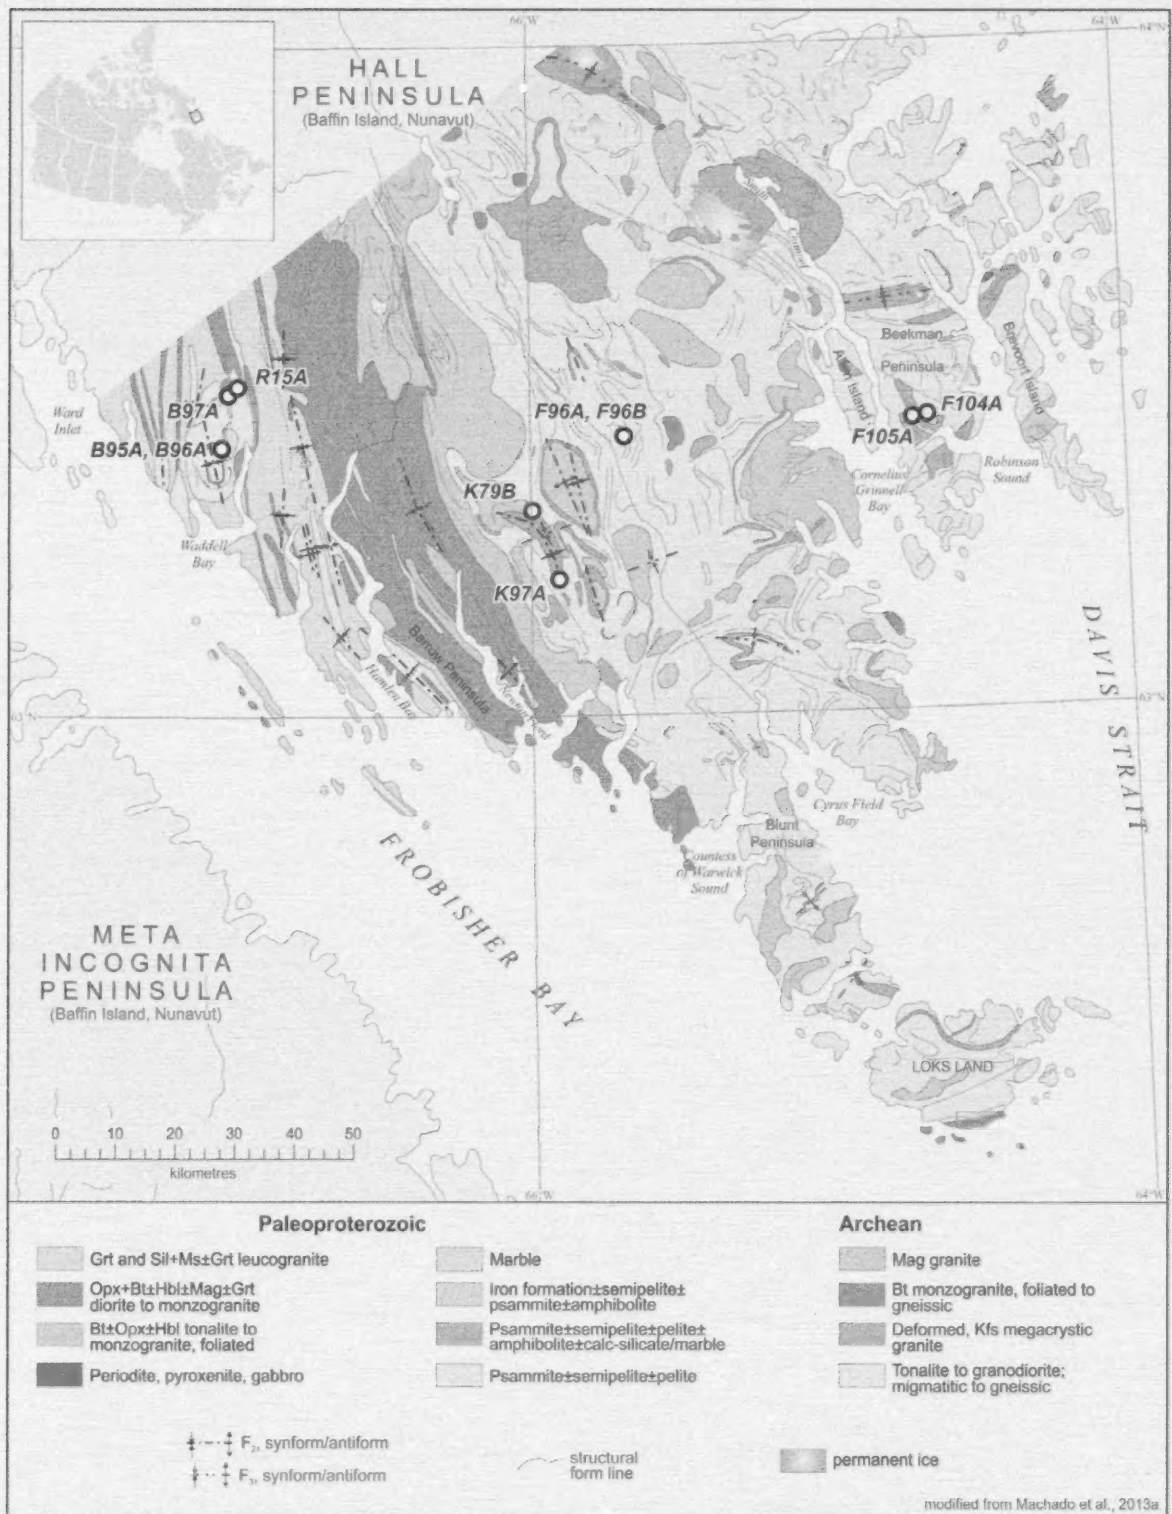 66°W
64°W
64°N
HALL
PENINSULA
(Baffin Island, Nunavut)
Beekman
Peninsula
Brevoort Island
Allen Island
R15A
B97A
Ward
Inlet
B95A, B96A
F96A, F96B
F104A
F105A
Cornelius
Grinnell
Bay
Robinson
Sound
K79B
Waddell
Bay
K97A
Barrow Peninsula
Hamlen Bay
63°N
63°N
DAVIS STRAIT
Cyrus Field
Bay
Blunt
Peninsula
Countess
of Warwick
Sound
FROBISHER BAY
META
INCOGNITA
PENINSULA
(Baffin Island, Nunavut)
LOKS LAND
0 10 20 30 40 50
kilometres
66°W
64°W
Paleoproterozoic
Grt and Sil+Ms±Grt leucogranite
Opx+Bt±Hbl±Mag±Grt
diorite to monzogranite
Bt±Opx±Hbl tonalite to
monzogranite, foliated
Periodite, pyroxenite, gabbro
Marble
Iron formation±semipelite±
psammite±amphibolite
Psammite±semipelite±pelite±
amphibolite±calc-silicate/marble
Psammite±semipelite±pelite
Archean
Mag granite
Bt monzogranite, foliated to
gneissic
Deformed, Kfs megacrystic
granite
Tonalite to granodiorite;
migmatitic to gneissic
F2, synform/antiform
F3, synform/antiform
structural
form line
permanent ice
modified from Machado et al., 2013a